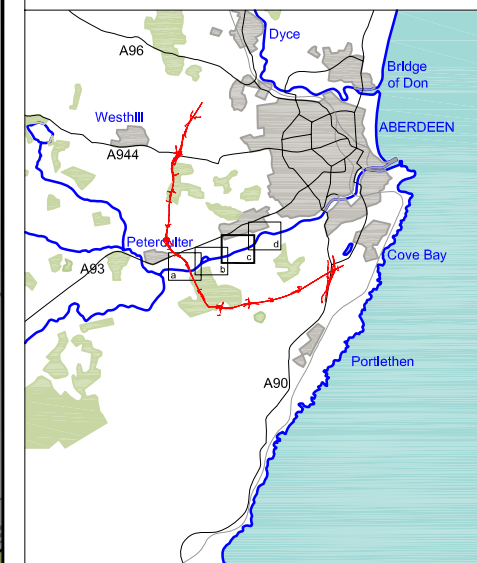 Dyce
A96
Bridge
of Don
Westhill
ABERDEEN
A944
Peterculter
d
c
b
a
A93
Cove Bay
Portlethen
A90